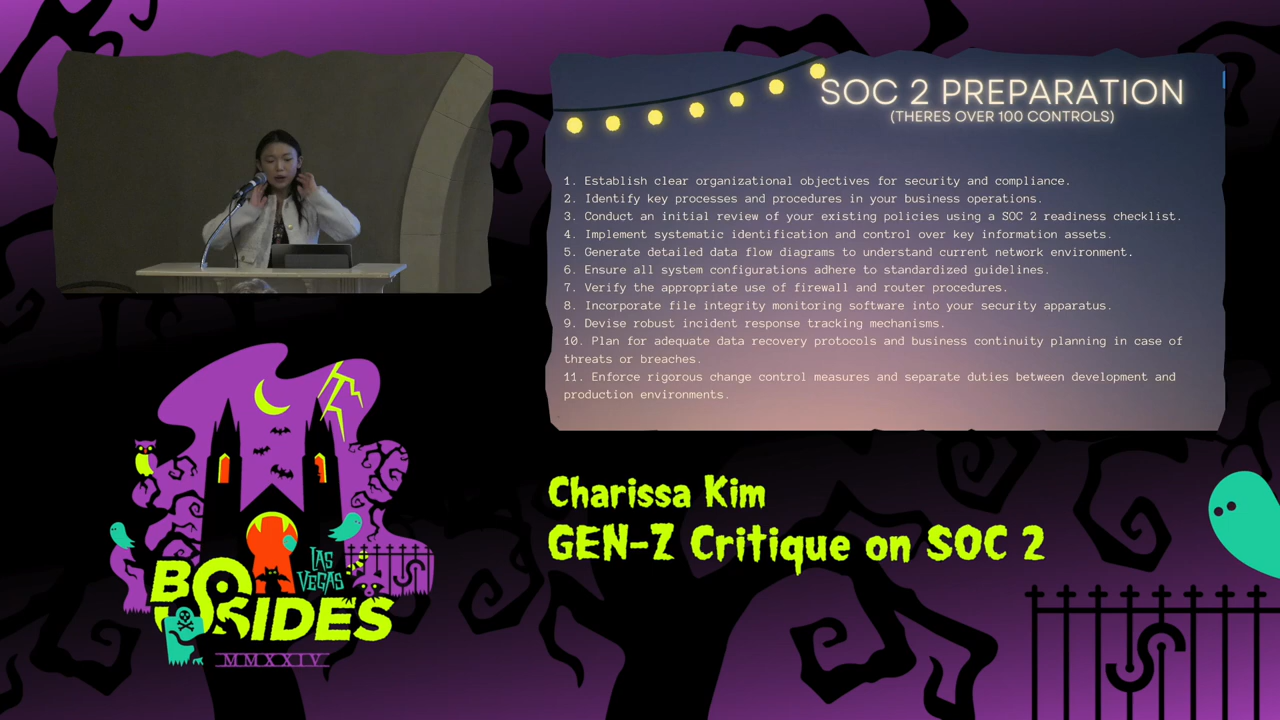 SOC 2 PREPARATION
(THERES OVER 100 CONTROLS)
1. Establish clear organizational objectives for security and compliance.
2. Identify key processes and procedures in your business operations.
3. Conduct an initial review of your existing policies using a SOC 2 readiness checklist.
4. Implement systematic identification and control over key information assets.
5. Generate detailed data flow diagrams to understand current network environment.
6. Ensure all system configurations adhere to standardized guidelines.
7. Verify the appropriate use of firewall and router procedures.
8. Incorporate file integrity monitoring software into your security apparatus.
9. Devise robust incident response tracking mechanisms.
10. Plan for adequate data recovery protocols and business continuity planning in case of
threats or breaches.
11. Enforce rigorous change control measures and separate duties between development and
production environments.
Charissa Kim
GEN-Z Critique on SOC 2
BSIDES
LAS
VEGAS
MMXXIV